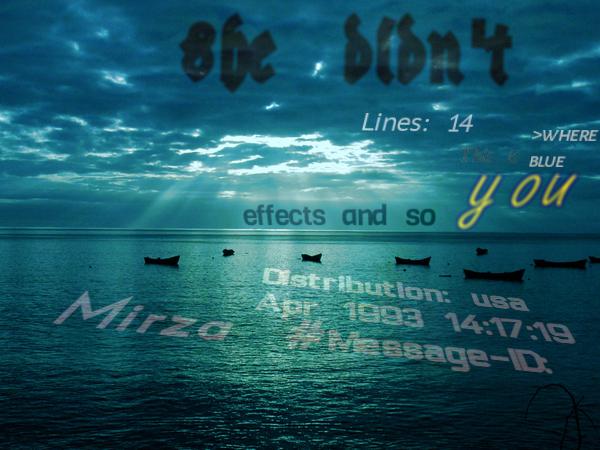 8he didn't
Lines: 14
>WHERE
BLUE
you
effects and so
Distribution: usa
Apr 1993 14:17:19
#Message-ID:
Mirza